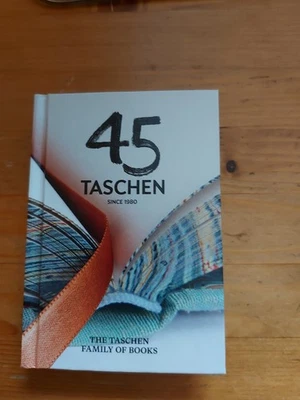 45
TASCHEN
SINCE 1980
THE TASCHEN
FAMILY OF BOOKS